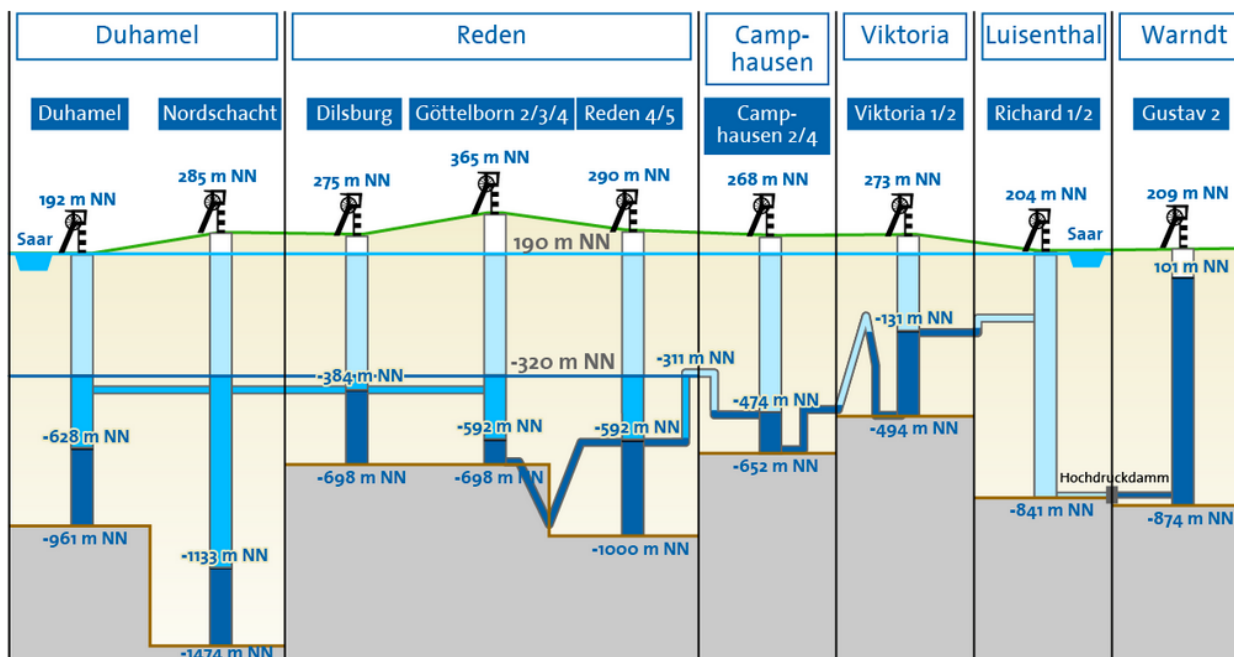 Duhamel
Reden
Camp-
hausen
Viktoria
Luisenthal
Warndt
Duhamel
Nordschacht
Dilsburg
Göttelborn 2/3/4
Reden 4/5
Camp-
hausen 2/4
Viktoria 1/2
Richard 1/2
Gustav 2
192 m NN
285 m NN
275 m NN
365 m NN
290 m NN
268 m NN
273 m NN
204 m NN
209 m NN
Saar
190 m NN
Saar
101 m NN
-131 m NN
-320 m NN
-311 m NN
-384 m NN
-474 m NN
-628 m NN
-592 m NN
-592 m NN
-494 m NN
-652 m NN
-698 m NN
-698 m NN
Hochdruckdamm
-841 m NN
-874 m NN
-961 m NN
-1133 m NN
-1000 m NN
-1474 m NN